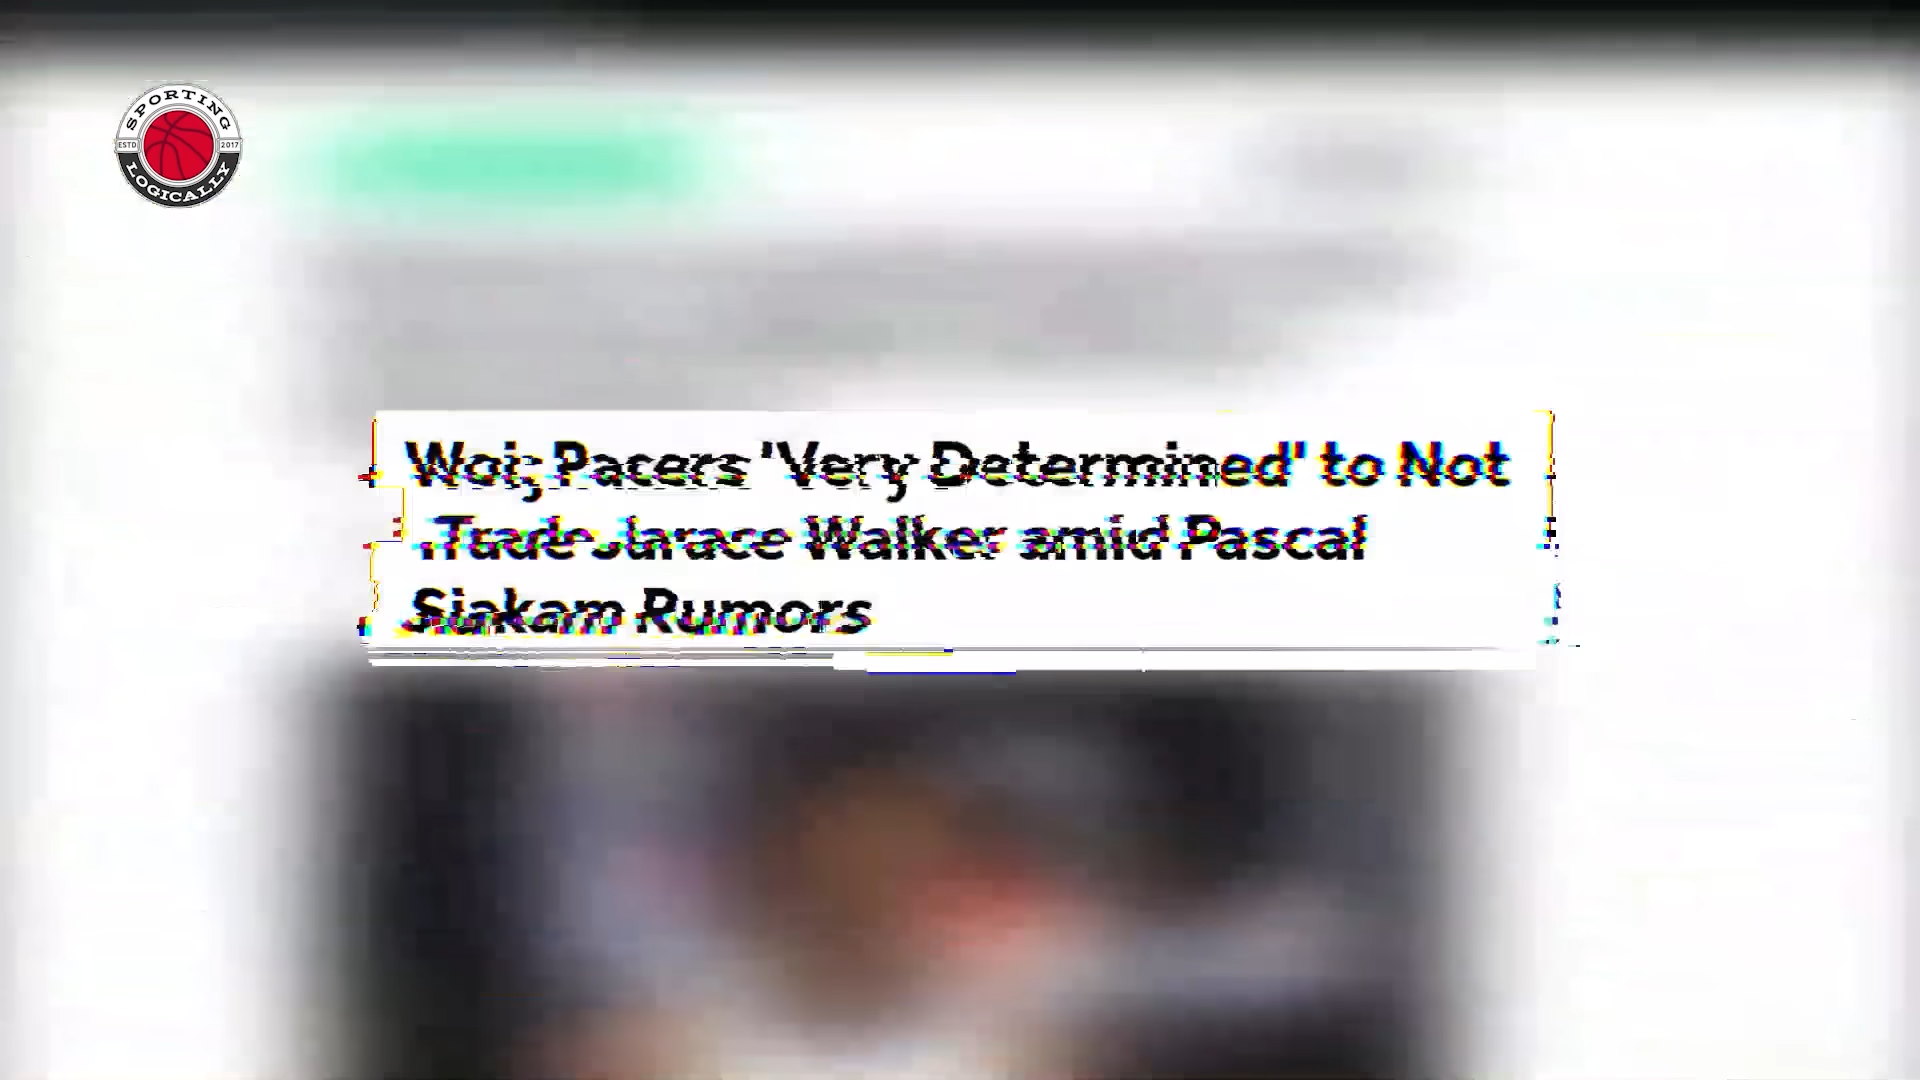 SPORTING
ESTD 2017
LOGICALLY
Woj: Pacers 'Very Determined' to Not
Trade Jarace Walker amid Pascal
Siakam Rumors